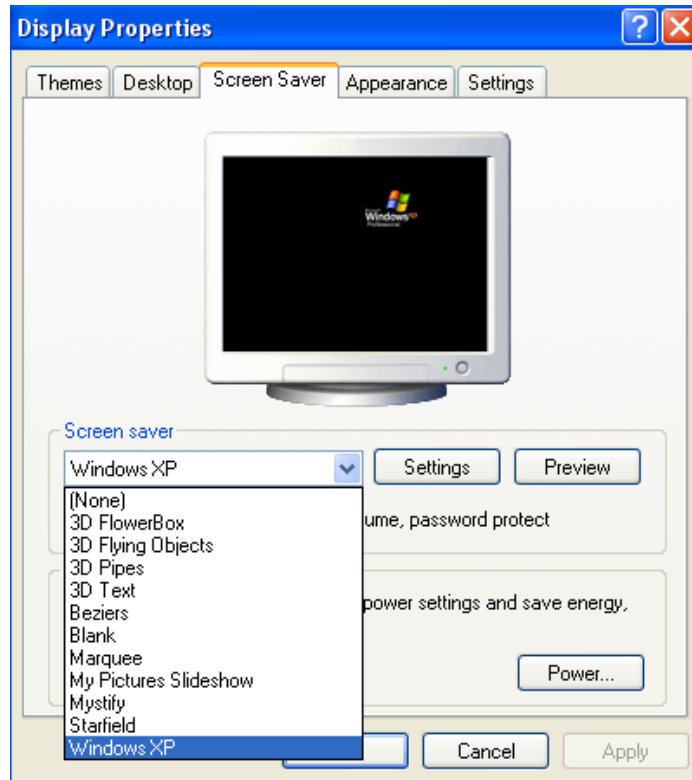 Display Properties
?
Themes Desktop Screen Saver Appearance Settings
Windows xp
Professional
Screen saver
Windows XP Settings Preview
(None)
3D FlowerBox
3D Flying Objects ume, password protect
3D Pipes
3D Text
Beziers power settings and save energy,
Blank
Marquee
My Pictures Slideshow Power...
Mystify
Starfield
Windows XP
Cancel Apply